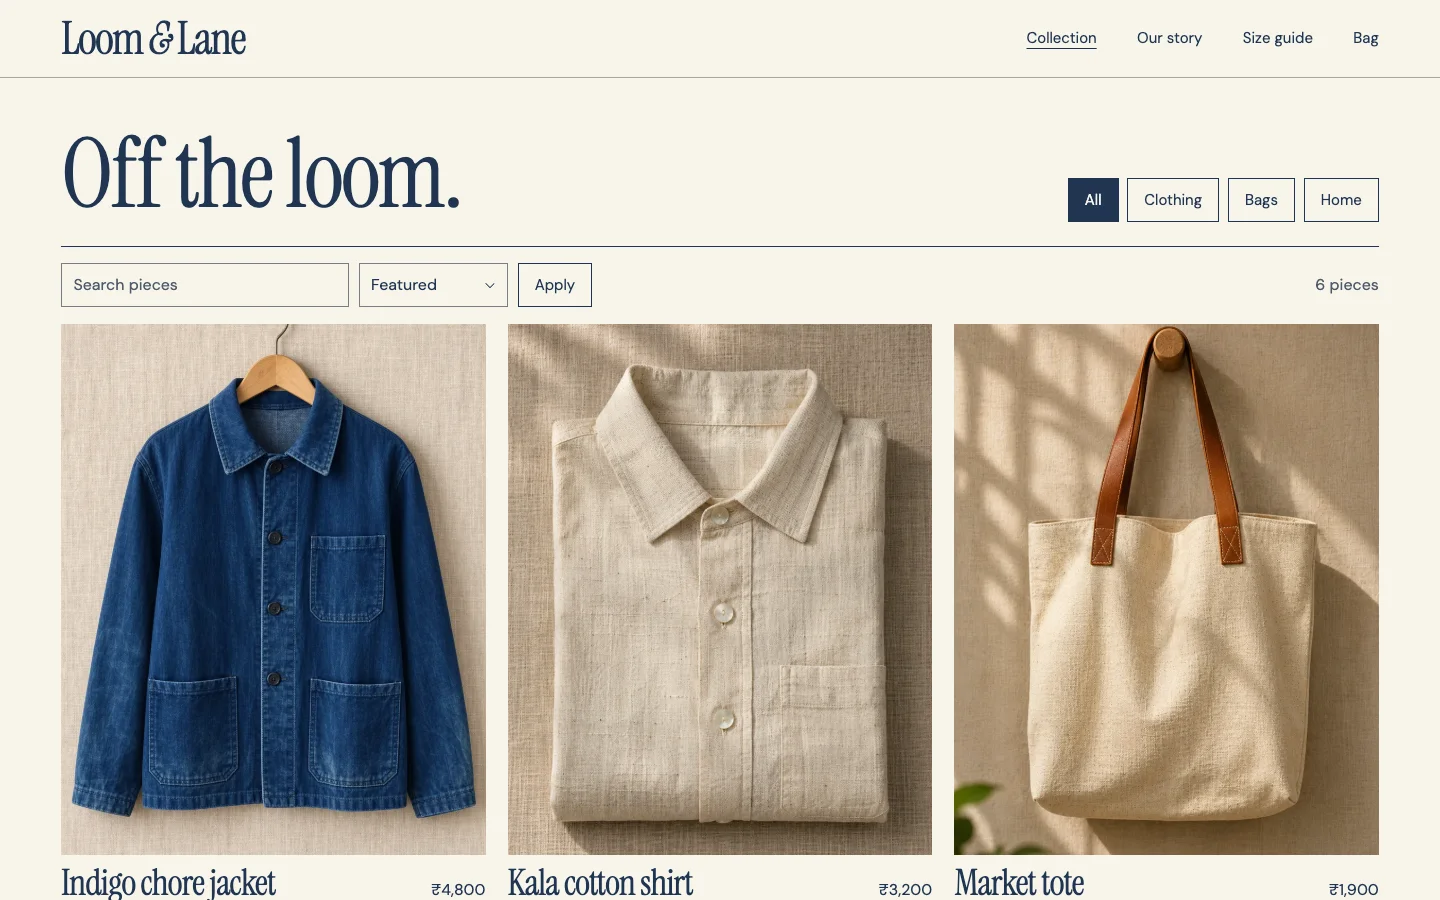 Loom & Lane
Collection
Our story
Size guide
Bag
Off the loom.
All
Clothing
Bags
Home
Search pieces
Featured
Apply
6 pieces
Indigo chore jacket
₹4,800
Kala cotton shirt
₹3,200
Market tote
₹1,900